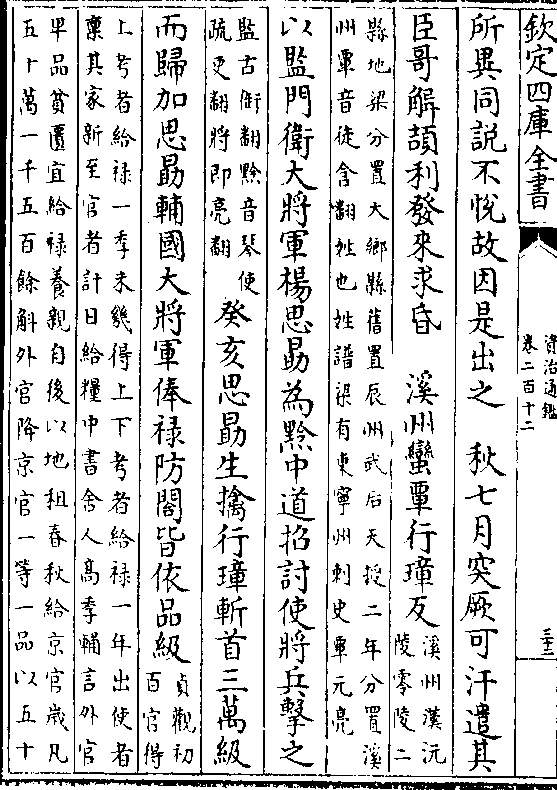 欽定四庫全書
資治通鑑
卷二百十二
三十二
所異同說不悅故因是出之　秋七月突厥可汗遣其
臣哥解頡利發來求昏　溪州蠻覃行璋反
溪州漢沅
陵零陵二
縣地梁分置大鄉縣舊置辰州武后天授二年分置溪
州覃音徒含翻姓也姓譜梁有東寧州刺史覃元亮
以監門衛大將軍楊思勗為黔中道招討使將兵擊之
監古銜翻黔音琴使
疏吏翻將即亮翻
癸亥思勗生擒行璋斬首三萬級
而歸加思勗輔國大將軍俸禄防閤皆依品級
貞觀初
百官得
上考者給禄一季未幾得上下考者給禄一年出使者
禀其家新至官者計日給糧中書舍人高季輔言外官
卑品貧匱宜給禄養親自後以地租春秋給京官歲凡
五十萬一千五百餘斛外官降京官一等一品以五十